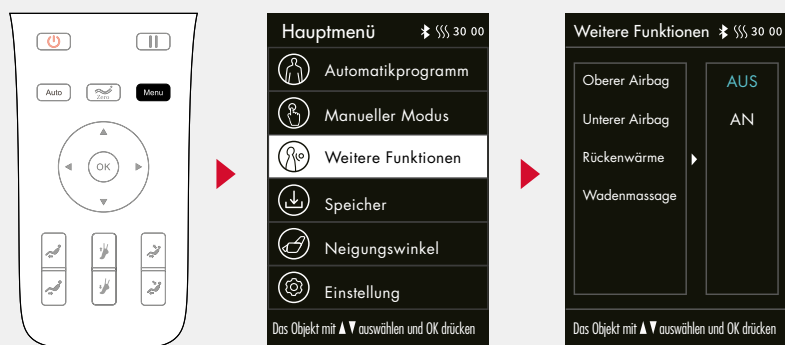 Auto
Zero
Menu
OK
Hauptmenü 30 00
Automatikprogramm
Manueller Modus
Weitere Funktionen
Speicher
Neigungswinkel
Einstellung
Das Objekt mit ▲▼ auswählen und OK drücken
Weitere Funktionen 30 00
Oberer Airbag
Unterer Airbag
Rückenwärme
Wadenmassage
AUS
AN
Das Objekt mit ▲▼ auswählen und OK drücken